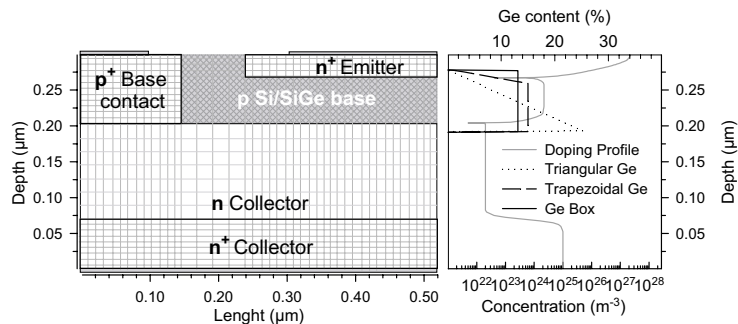 Ge content (%)
0 10 20 30
p+ Base
contact
n+ Emitter
p Si/SiGe base
n Collector
n+ Collector
Depth (µm)
0.25
0.20
0.15
0.10
0.05
0.10 0.20 0.30 0.40 0.50
Lenght (µm)
Doping Profile
Triangular Ge
Trapezoidal Ge
Ge Box
0.25
0.20
0.15
0.10
0.05
Depth (µm)
10^22 10^23 10^24 10^25 10^26 10^27 10^28
Concentration (m^-3)